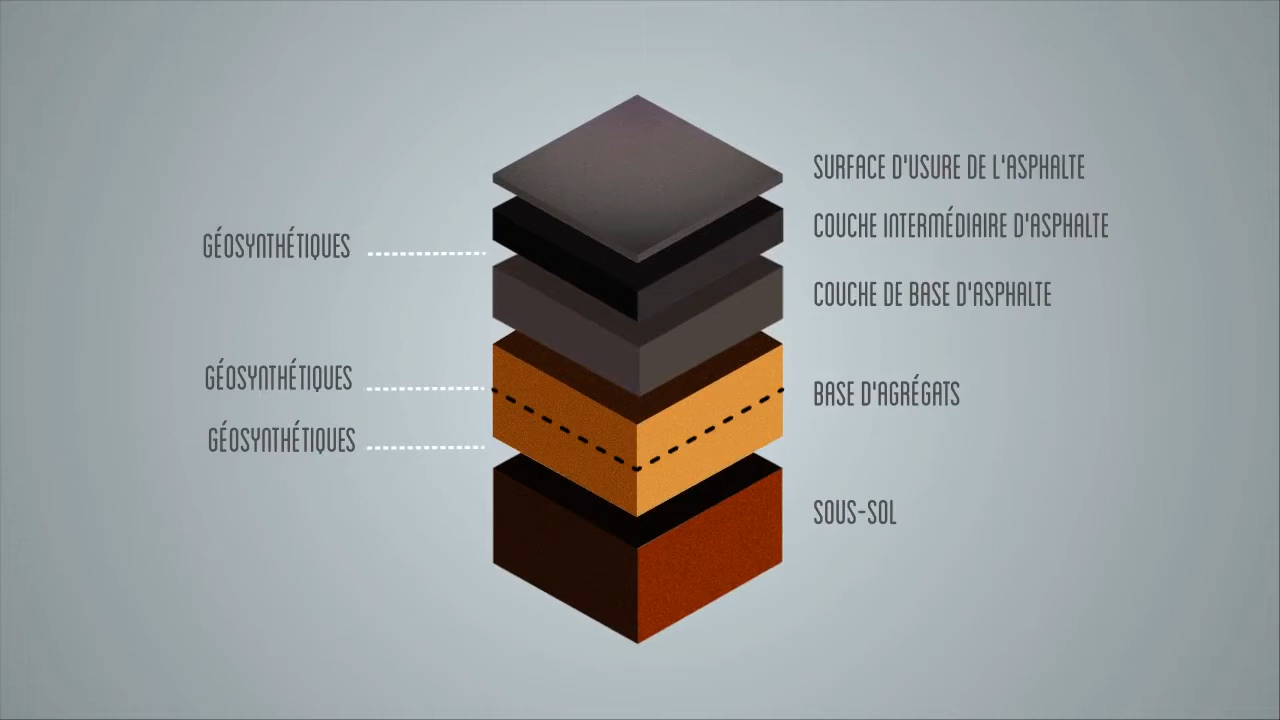 SURFACE D'USURE DE L'ASPHALTE
COUCHE INTERMÉDIAIRE D'ASPHALTE
GÉOSYNTHÉTIQUES
COUCHE DE BASE D'ASPHALTE
GÉOSYNTHÉTIQUES
BASE D'AGRÉGATS
GÉOSYNTHÉTIQUES
SOUS-SOL